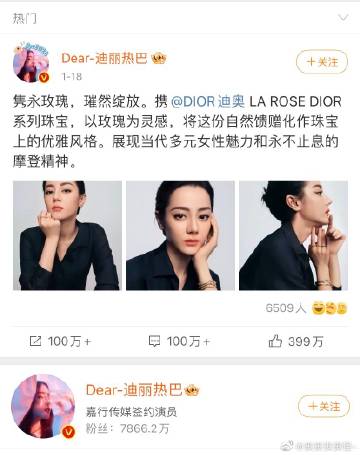 热门
Dear-迪丽热巴
1-18
+关注
隽永玫瑰，璀然绽放。携 @DIOR迪奥 LA ROSE DIOR
系列珠宝，以玫瑰为灵感，将这份自然馈赠化作珠宝
上的优雅风格。展现当代多元女性魅力和永不止息的
摩登精神。
6509人
100万+
100万+
399万
Dear-迪丽热巴
嘉行传媒签约演员
粉丝：7866.2万
+关注